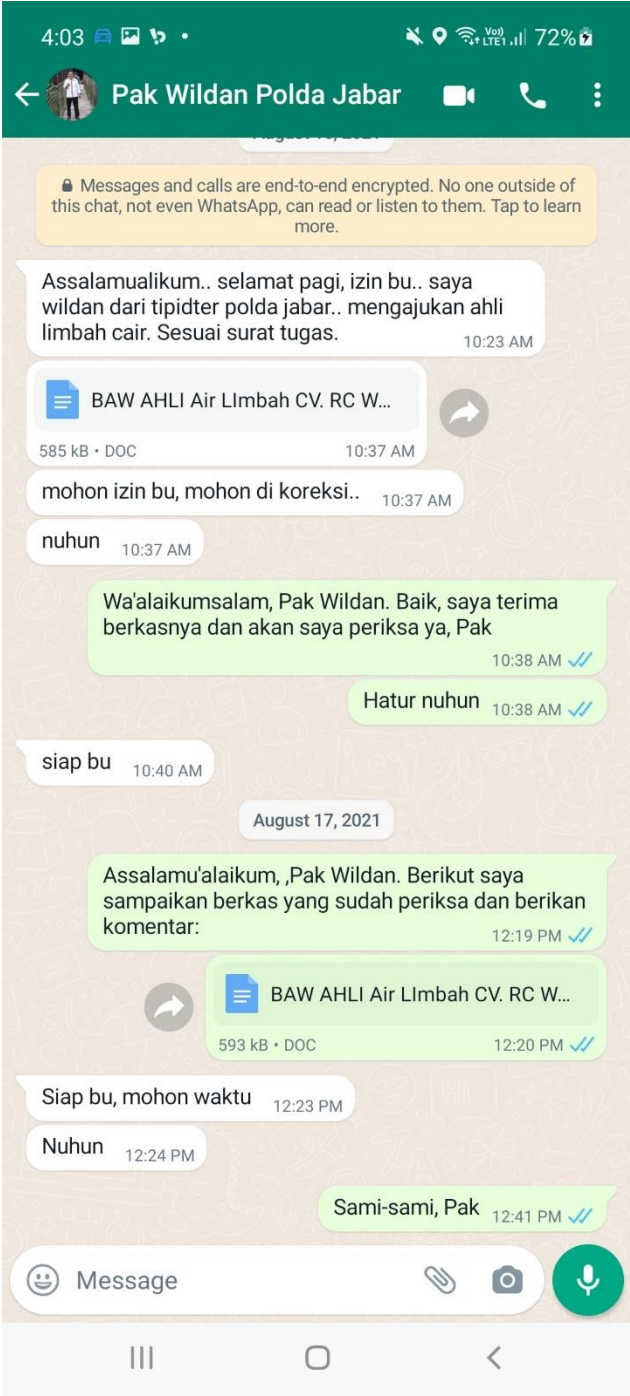 4:03
72%
Pak Wildan Polda Jabar
Messages and calls are end-to-end encrypted. No one outside of
this chat, not even WhatsApp, can read or listen to them. Tap to learn
more.
Assalamualikum.. selamat pagi, izin bu.. saya
wildan dari tipidter polda jabar.. mengajukan ahli
limbah cair. Sesuai surat tugas.
10:23 AM
BAW AHLI Air LImbah CV. RC W...
585 kB • DOC 10:37 AM
mohon izin bu, mohon di koreksi.. 10:37 AM
nuhun 10:37 AM
Wa'alaikumsalam, Pak Wildan. Baik, saya terima
berkasnya dan akan saya periksa ya, Pak
10:38 AM
Hatur nuhun 10:38 AM
siap bu 10:40 AM
August 17, 2021
Assalamu'alaikum, ,Pak Wildan. Berikut saya
sampaikan berkas yang sudah periksa dan berikan
komentar:
12:19 PM
BAW AHLI Air LImbah CV. RC W...
593 kB • DOC 12:20 PM
Siap bu, mohon waktu 12:23 PM
Nuhun 12:24 PM
Sami-sami, Pak 12:41 PM
Message